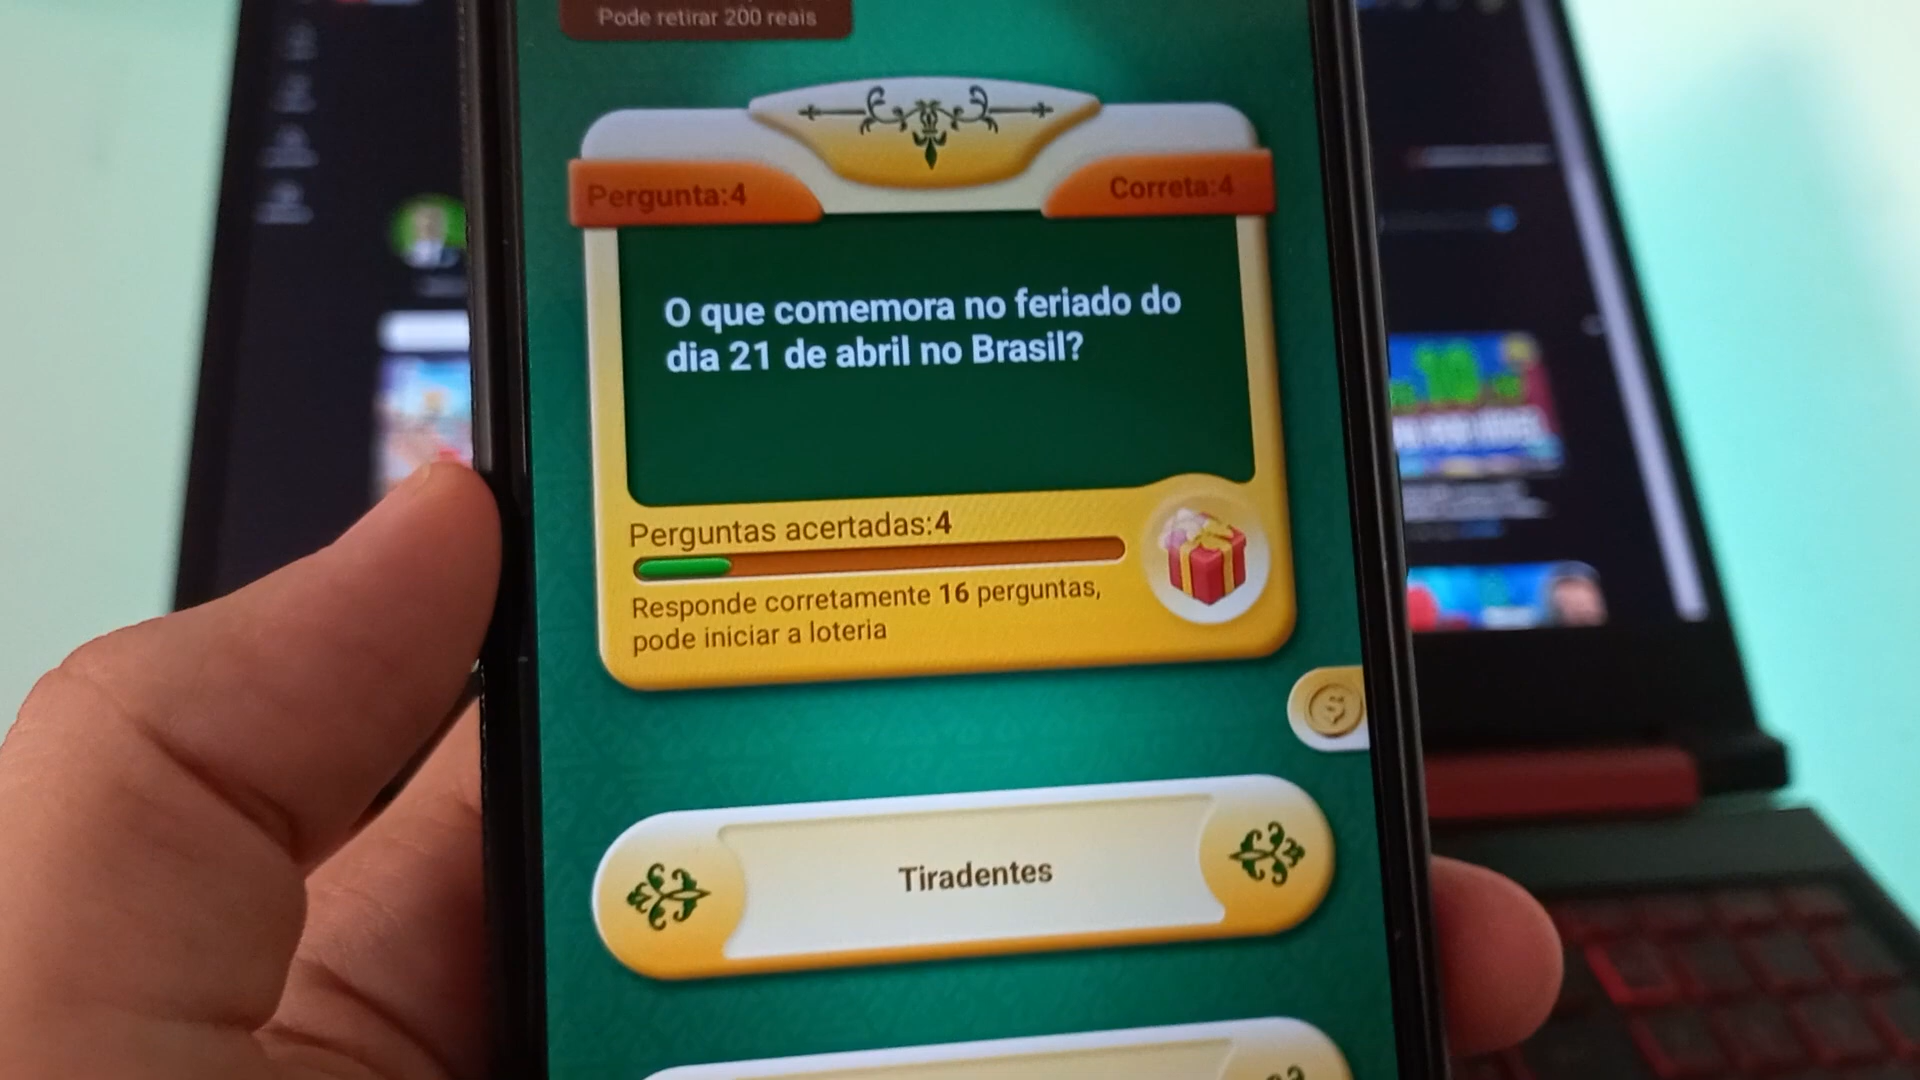 Pode retirar 200 reais
Pergunta:4
Correta:4
O que comemora no feriado do
dia 21 de abril no Brasil?
Perguntas acertadas:4
Responde corretamente 16 perguntas,
pode iniciar a loteria
Tiradentes